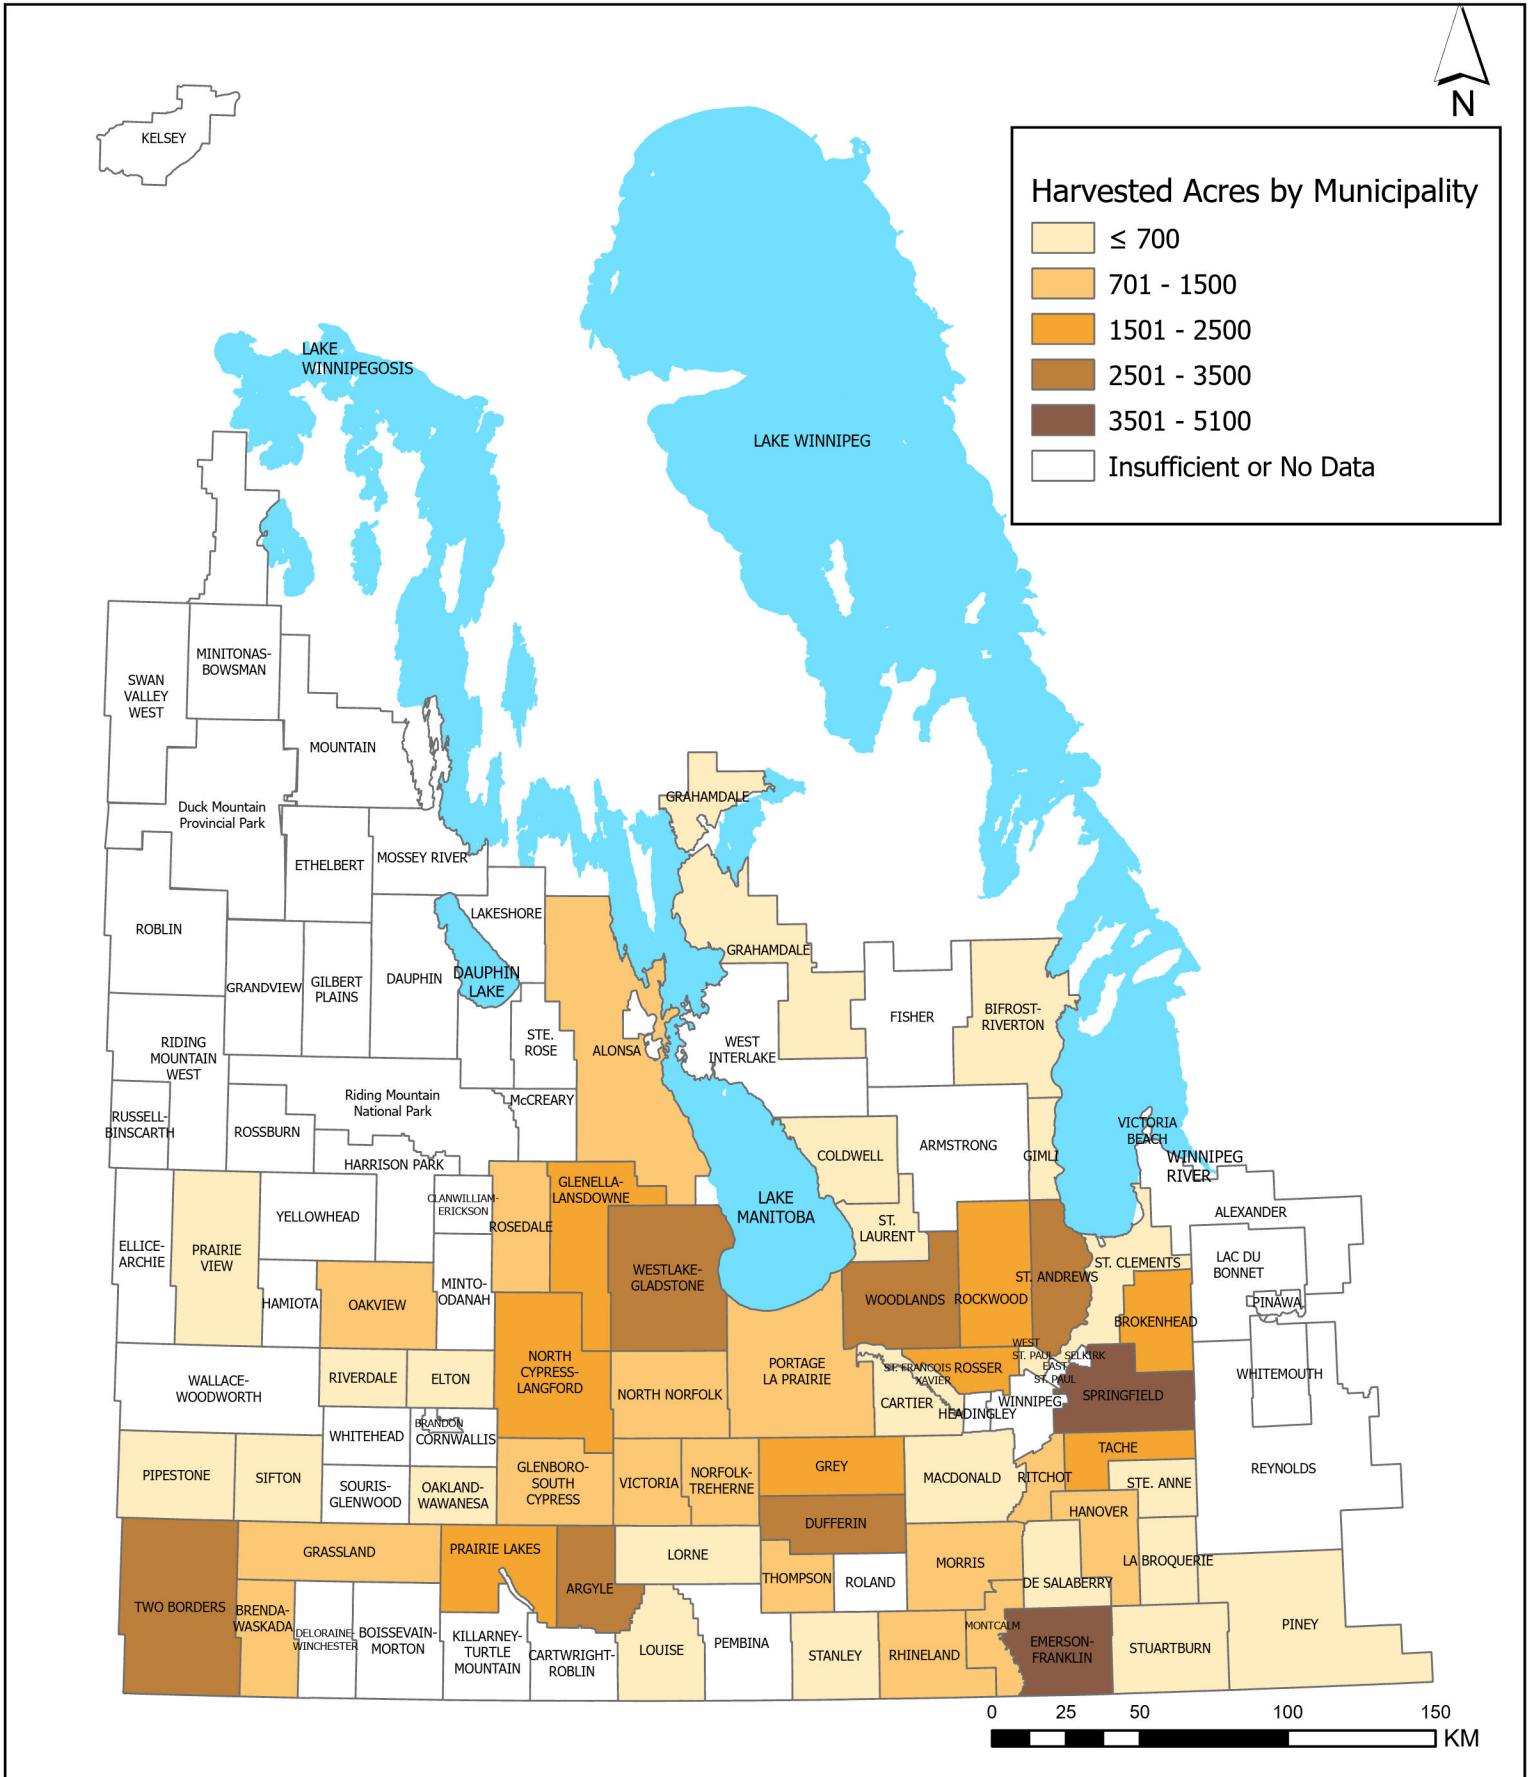 N
KELSEY
Harvested Acres by Municipality
≤ 700
701 - 1500
1501 - 2500
2501 - 3500
3501 - 5100
Insufficient or No Data
LAKE
WINNIPEGOSIS
LAKE WINNIPEG
MINITONAS-
BOWSMAN
SWAN
VALLEY
WEST
MOUNTAIN
Duck Mountain
Provincial Park
GRAHAMDALE
ETHELBERT
MOSSEY RIVER
ROBLIN
LAKESHORE
GRAHAMDALE
GRANDVIEW
GILBERT
PLAINS
DAUPHIN
DAUPHIN
LAKE
FISHER
BIFROST-
RIVERTON
RIDING
MOUNTAIN
WEST
STE.
ROSE
ALONSA
WEST
INTERLAKE
Riding Mountain
National Park
McCREARY
RUSSELL-
BINSCARTH
ROSSBURN
VICTORIA
BEACH
HARRISON PARK
COLDWELL
ARMSTRONG
GIMLI
WINNIPEG
RIVER
CLANWILLIAM-
ERICKSON
GLENELLA-
LANSDOWNE
LAKE
MANITOBA
YELLOWHEAD
ROSEDALE
ST.
LAURENT
ALEXANDER
ELLICE-
ARCHIE
PRAIRIE
VIEW
WESTLAKE-
GLADSTONE
ST. CLEMENTS
LAC DU
BONNET
ST. ANDREWS
HAMIOTA
OAKVIEW
MINTO-
ODANAH
WOODLANDS
ROCKWOOD
PINAWA
BROKENHEAD
WALLACE-
WOODWORTH
RIVERDALE
ELTON
NORTH
CYPRESS-
LANGFORD
NORTH NORFOLK
PORTAGE
LA PRAIRIE
ST. FRANCOIS
XAVIER
ROSSER
WEST
ST. PAUL
SELKIRK
EAST
ST. PAUL
WHITEMOUTH
CARTIER
HEADINGLEY
WINNIPEG
SPRINGFIELD
BRANDON
CORNWALLIS
WHITEHEAD
PIPESTONE
SIFTON
SOURIS-
GLENWOOD
OAKLAND-
WAWANESA
GLENBORO-
SOUTH
CYPRESS
VICTORIA
NORFOLK-
TREHERNE
GREY
MACDONALD
RITCHOT
TACHE
STE. ANNE
REYNOLDS
HANOVER
DUFFERIN
GRASSLAND
PRAIRIE LAKES
ARGYLE
LORNE
THOMPSON
ROLAND
MORRIS
DE SALABERRY
LA BROQUERIE
TWO BORDERS
BRENDA-
WASKADA
DELORAINE-
WINCHESTER
BOISSEVAIN-
MORTON
KILLARNEY-
TURTLE
MOUNTAIN
CARTWRIGHT-
ROBLIN
LOUISE
PEMBINA
STANLEY
RHINELAND
MONTCALM
EMERSON-
FRANKLIN
STUARTBURN
PINEY
0 25 50 100 150
KM